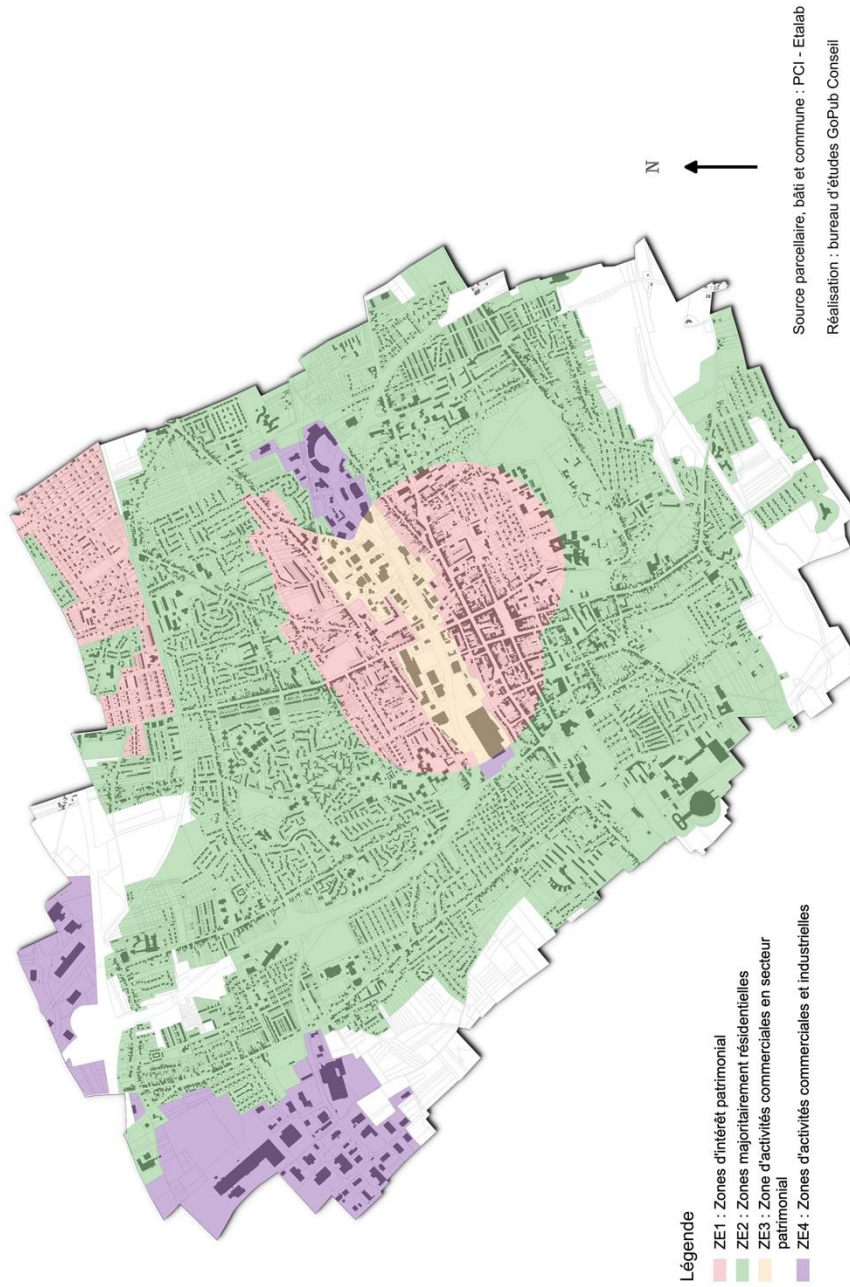 N
Source parcellaire, bâti et commune : PCI - Etalab
Réalisation : bureau d'études GoPub Conseil
Légende
ZE1 : Zones d'intérêt patrimonial
ZE2 : Zones majoritairement résidentielles
ZE3 : Zone d'activités commerciales en secteur
patrimonial
ZE4 : Zones d'activités commerciales et industrielles